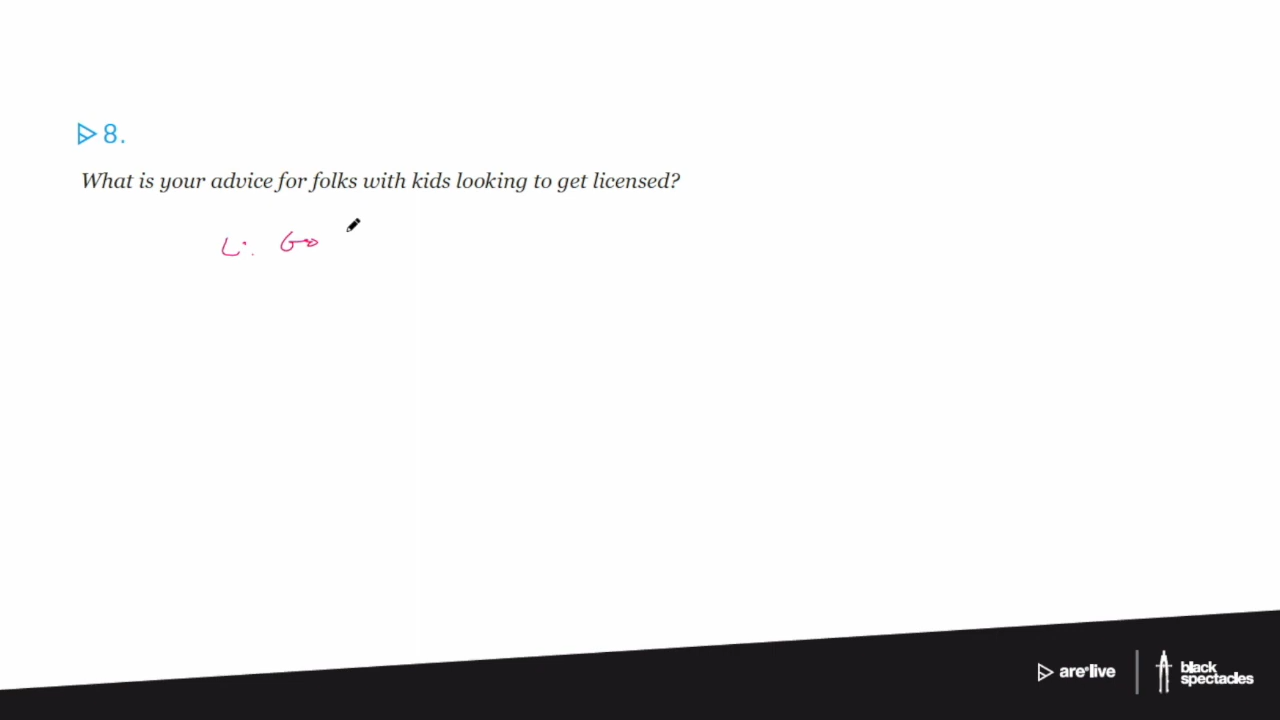 8.
What is your advice for folks with kids looking to get licensed?
are live
black
spectacles